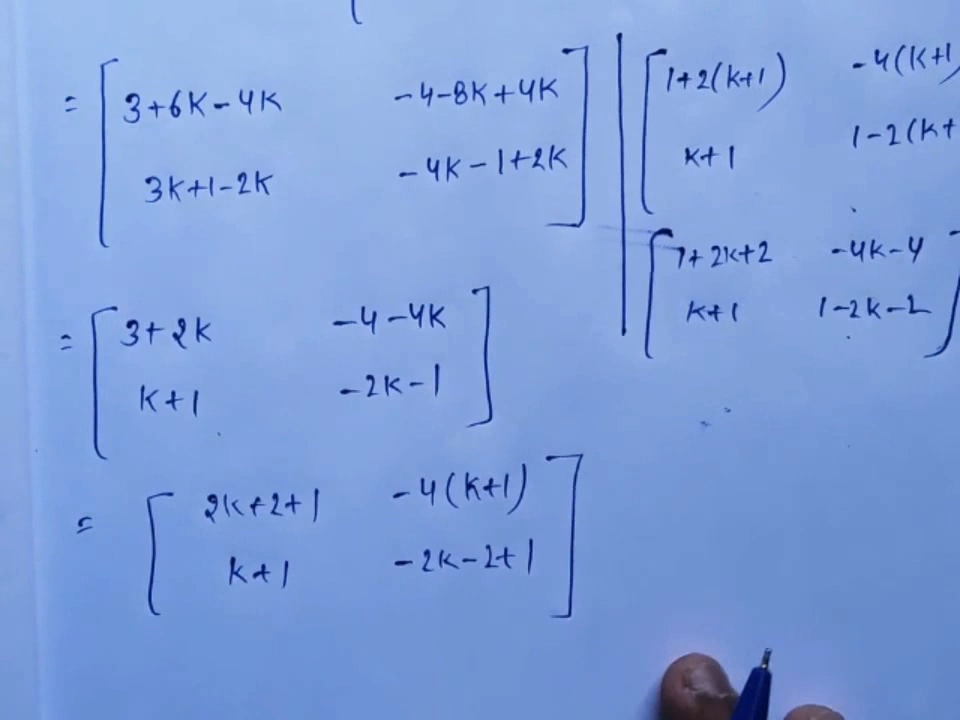 = [ 3+6k-4k -4-8k+4k
3k+1-2k -4k-1+2k ]
= [ 3+2k -4-4k
k+1 -2k-1 ]
= [ 2k+2+1 -4(k+1)
k+1 -2k-2+1 ]
[ 1+2(k+1) -4(k+1)
k+1 1-2(k+
[ 1+2k+2 -4k-4
k+1 1-2k-2 ]